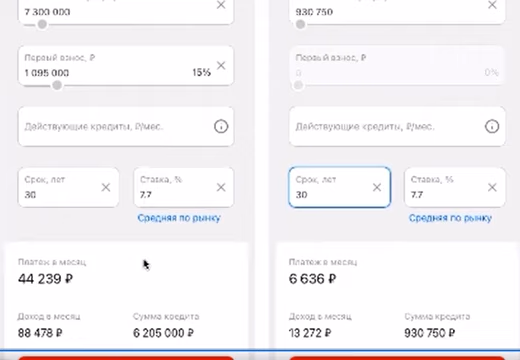 7 300 000
Первый взнос, ₽
1 095 000 15%
Действующие кредиты, ₽/мес.
Срок, лет
30
Ставка, %
7.7
Средняя по рынку
Платеж в месяц
44 239 ₽
Доход в месяц
88 478 ₽
Сумма кредита
6 205 000 ₽
930 750
Первый взнос, ₽
0 0%
Действующие кредиты, ₽/мес.
Срок, лет
30
Ставка, %
7.7
Средняя по рынку
Платеж в месяц
6 636 ₽
Доход в месяц
13 272 ₽
Сумма кредита
930 750 ₽